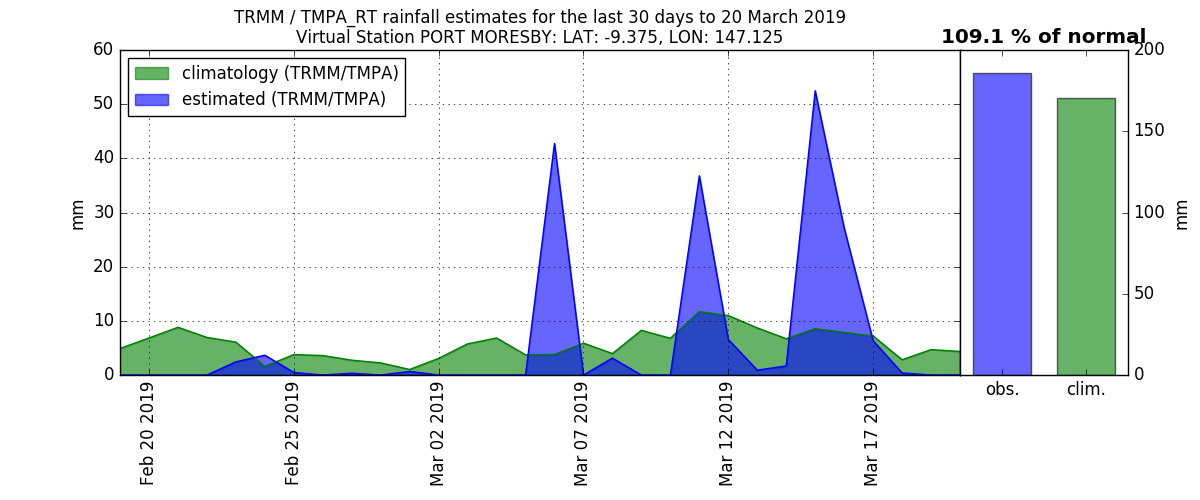 TRMM / TMPA_RT rainfall estimates for the last 30 days to 20 March 2019
Virtual Station PORT MORESBY: LAT: -9.375, LON: 147.125
109.1 % of normal
climatology (TRMM/TMPA)
estimated (TRMM/TMPA)
60
50
40
30
20
10
0
mm
Feb 20 2019
Feb 25 2019
Mar 02 2019
Mar 07 2019
Mar 12 2019
Mar 17 2019
obs.
clim.
200
150
100
50
0
mm